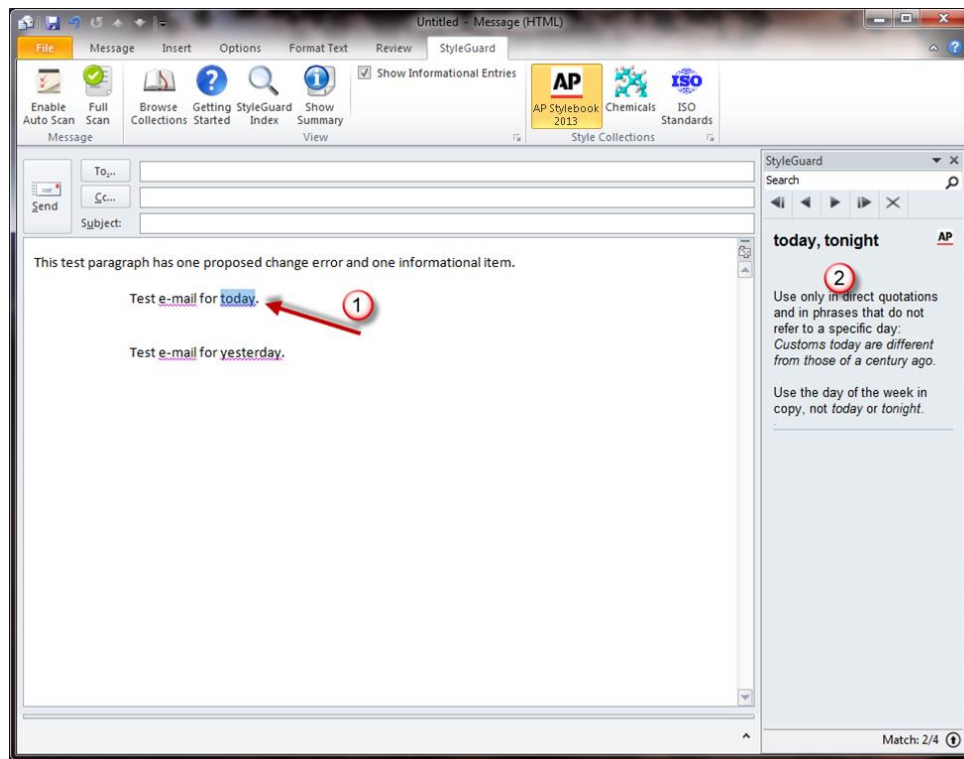 Untitled - Message (HTML)
File Message Insert Options Format Text Review StyleGuard
Enable Auto Scan
Full Scan
Browse Collections
Getting Started
StyleGuard Index
Show Summary
Show Informational Entries
AP
AP Stylebook 2013
Chemicals
ISO
ISO Standards
Message View Style Collections
To...
Cc...
Send
Subject:
This test paragraph has one proposed change error and one informational item.
Test e-mail for today.
1
Test e-mail for yesterday.
StyleGuard
Search
today, tonight AP
2
Use only in direct quotations
and in phrases that do not
refer to a specific day:
Customs today are different
from those of a century ago.
Use the day of the week in
copy, not today or tonight.
Match: 2/4